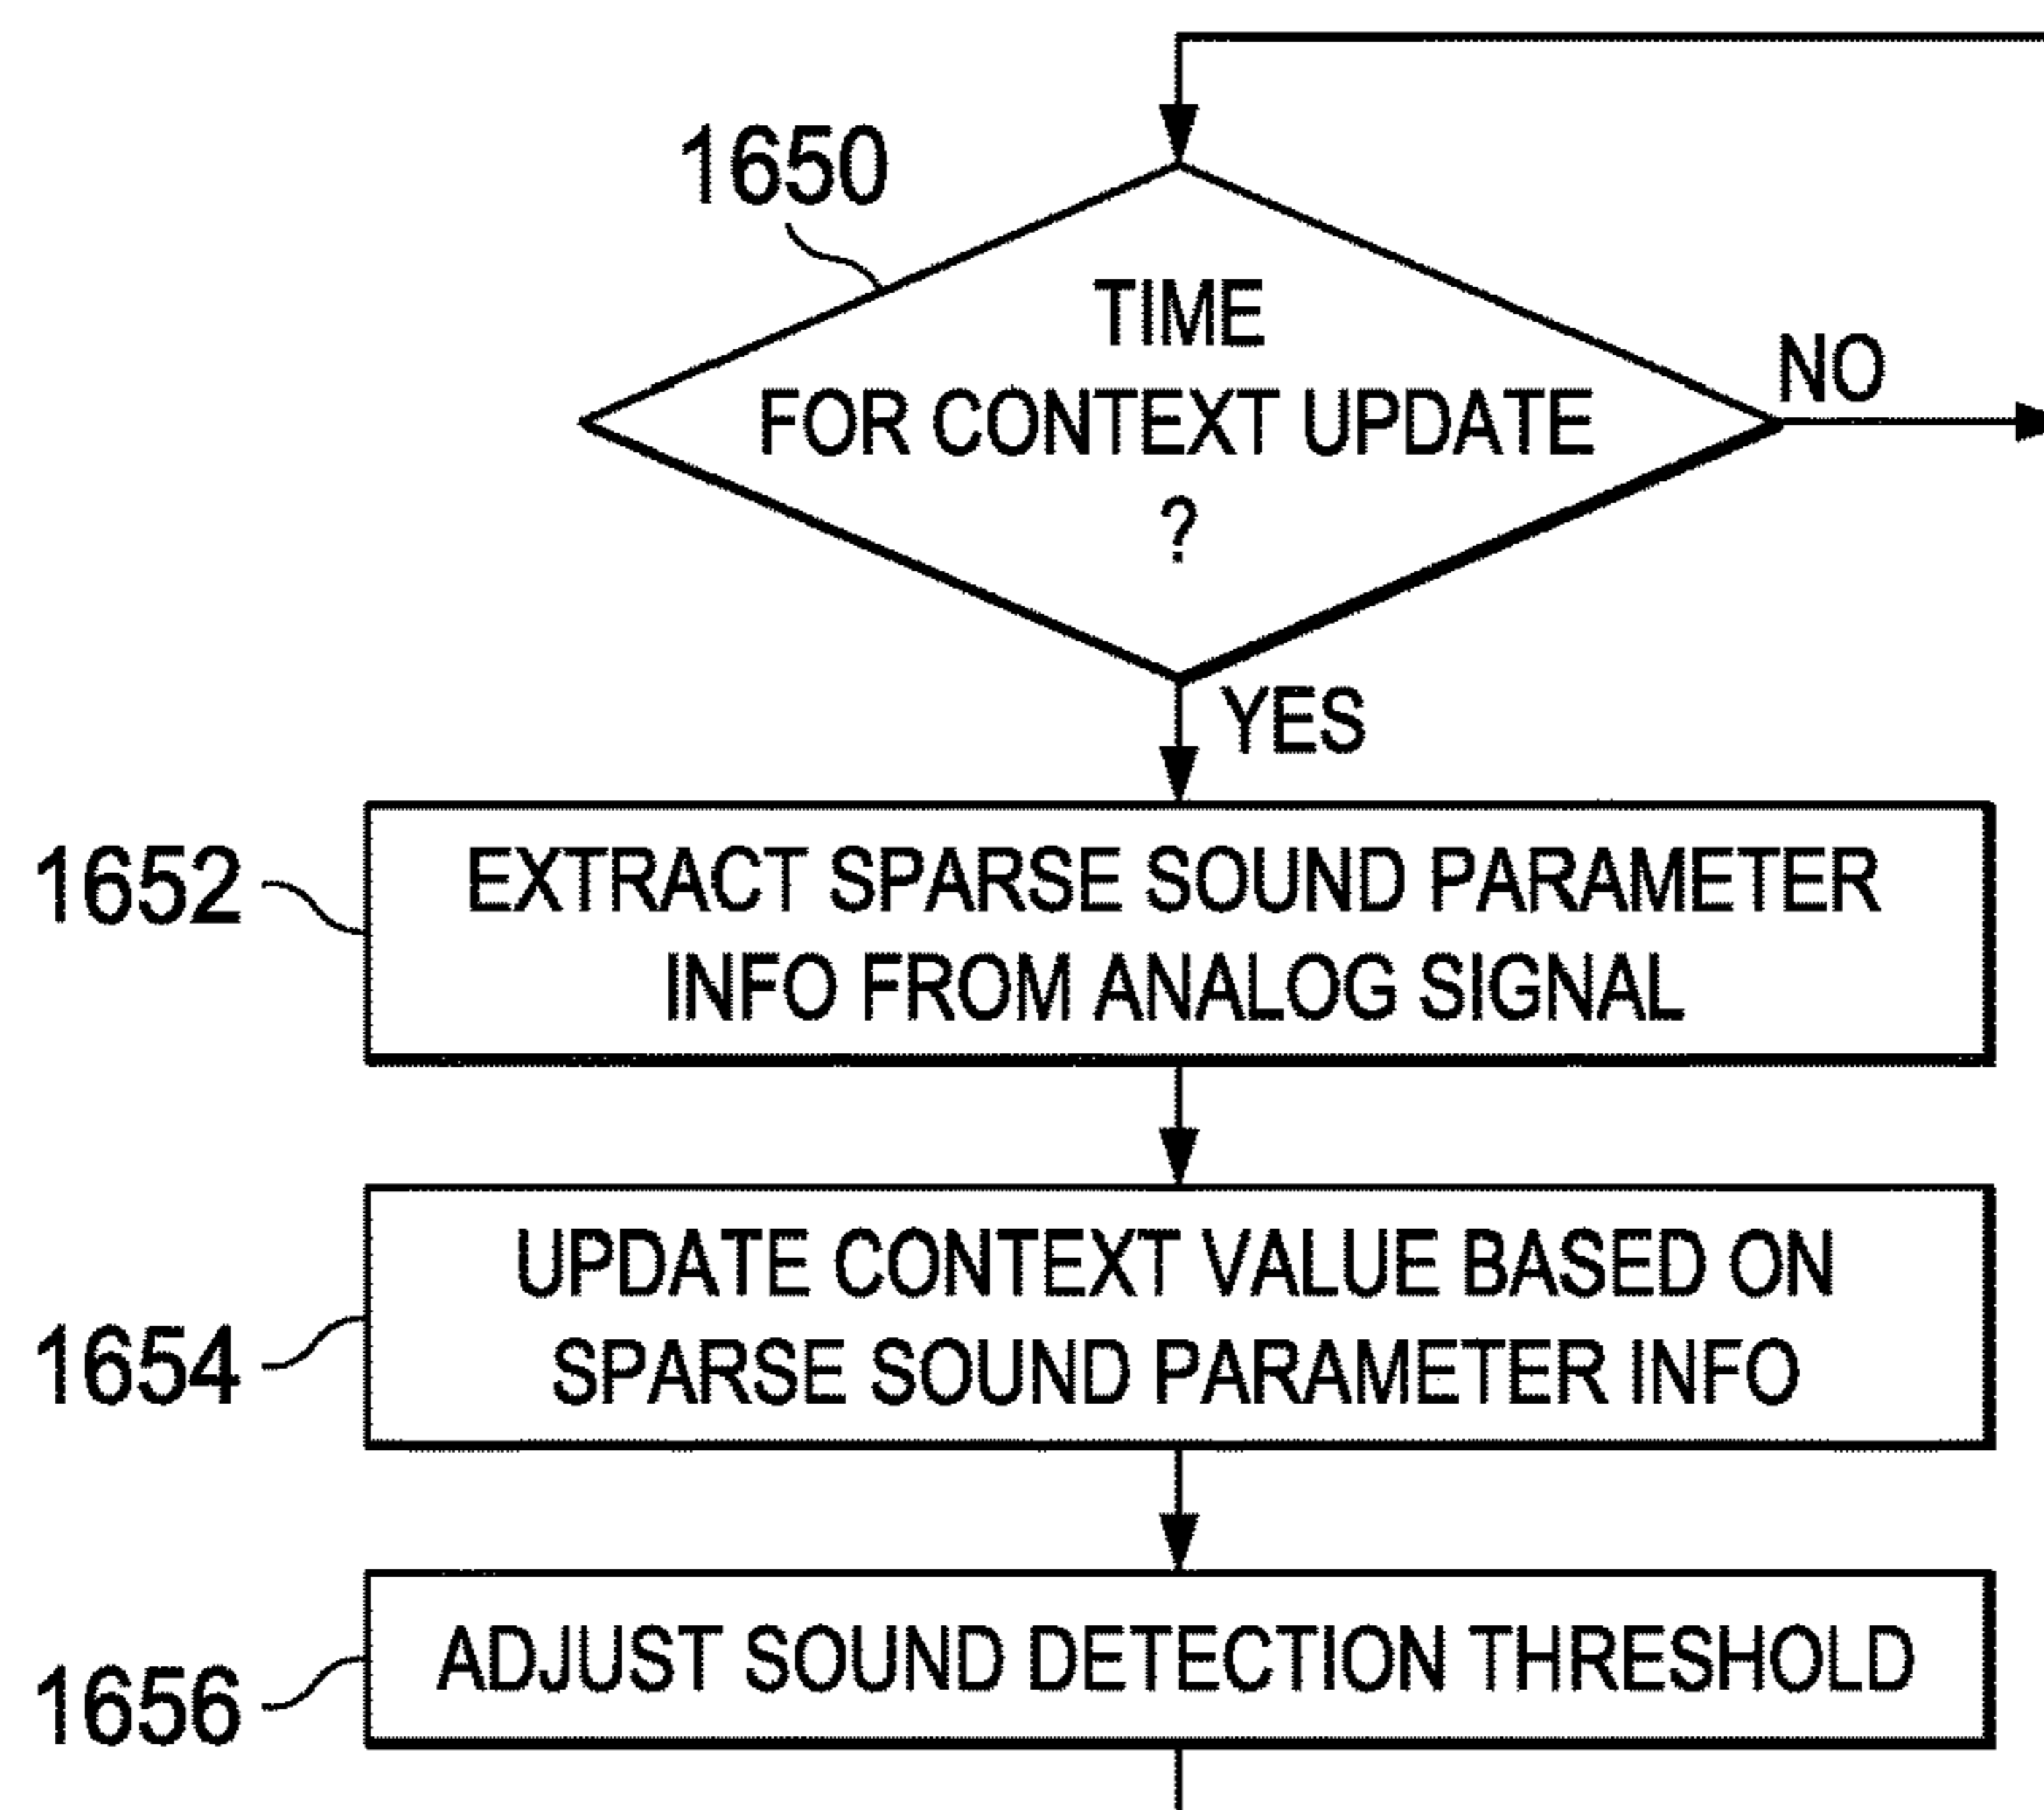 1650
TIME
FOR CONTEXT UPDATE
?
NO
YES
1652
EXTRACT SPARSE SOUND PARAMETER
INFO FROM ANALOG SIGNAL
1654
UPDATE CONTEXT VALUE BASED ON
SPARSE SOUND PARAMETER INFO
1656
ADJUST SOUND DETECTION THRESHOLD